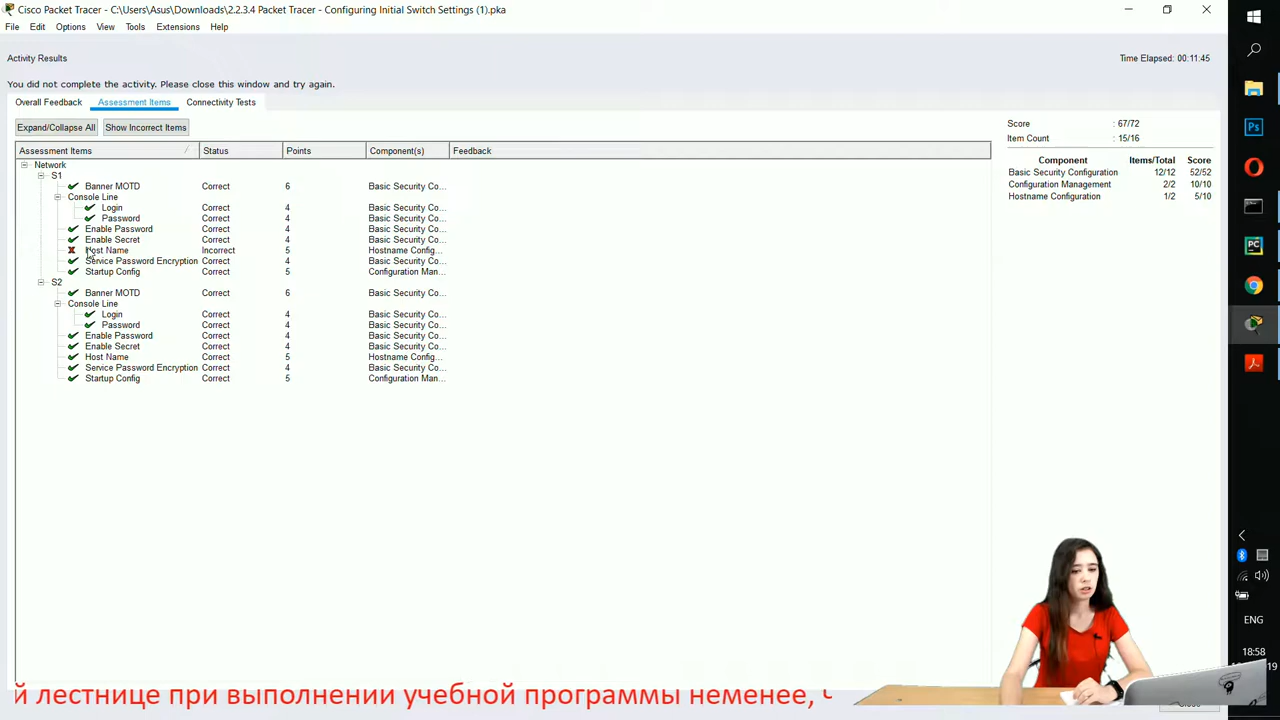 Cisco Packet Tracer - C:\Users\Asus\Downloads\2.2.3.4 Packet Tracer - Configuring Initial Switch Settings (1).pka
File Edit Options View Tools Extensions Help
Activity Results
Time Elapsed: 00:11:45
You did not complete the activity. Please close this window and try again.
Overall Feedback Assessment Items Connectivity Tests
Expand/Collapse All Show Incorrect Items
Assessment Items Status Points Component(s) Feedback
Network
S1
Banner MOTD Correct 6 Basic Security Co...
Console Line
Login Correct 4 Basic Security Co...
Password Correct 4 Basic Security Co...
Enable Password Correct 4 Basic Security Co...
Enable Secret Correct 4 Basic Security Co...
Host Name Incorrect 5 Hostname Config...
Service Password Encryption Correct 4 Basic Security Co...
Startup Config Correct 5 Configuration Man...
S2
Banner MOTD Correct 6 Basic Security Co...
Console Line
Login Correct 4 Basic Security Co...
Password Correct 4 Basic Security Co...
Enable Password Correct 4 Basic Security Co...
Enable Secret Correct 4 Basic Security Co...
Host Name Correct 5 Hostname Config...
Service Password Encryption Correct 4 Basic Security Co...
Startup Config Correct 5 Configuration Man...
Score : 67/72
Item Count : 15/16
Component Items/Total Score
Basic Security Configuration 12/12 52/52
Configuration Management 2/2 10/10
Hostname Configuration 1/2 5/10
Ps
PC
ENG
18:58
й лестнице при выполнении учебной программы неменее, ч